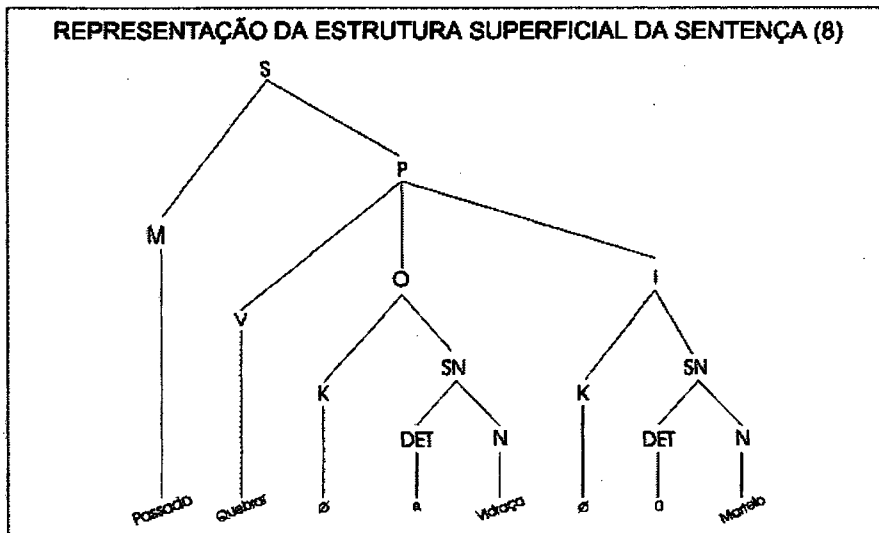 REPRESENTAÇÃO DA ESTRUTURA SUPERFICIAL DA SENTENÇA (8)
S
P
M
O
I
V
SN
SN
K
K
DET
N
DET
N
Passado
Quebrar
Ø
a
Vidraça
Ø
o
Martelo